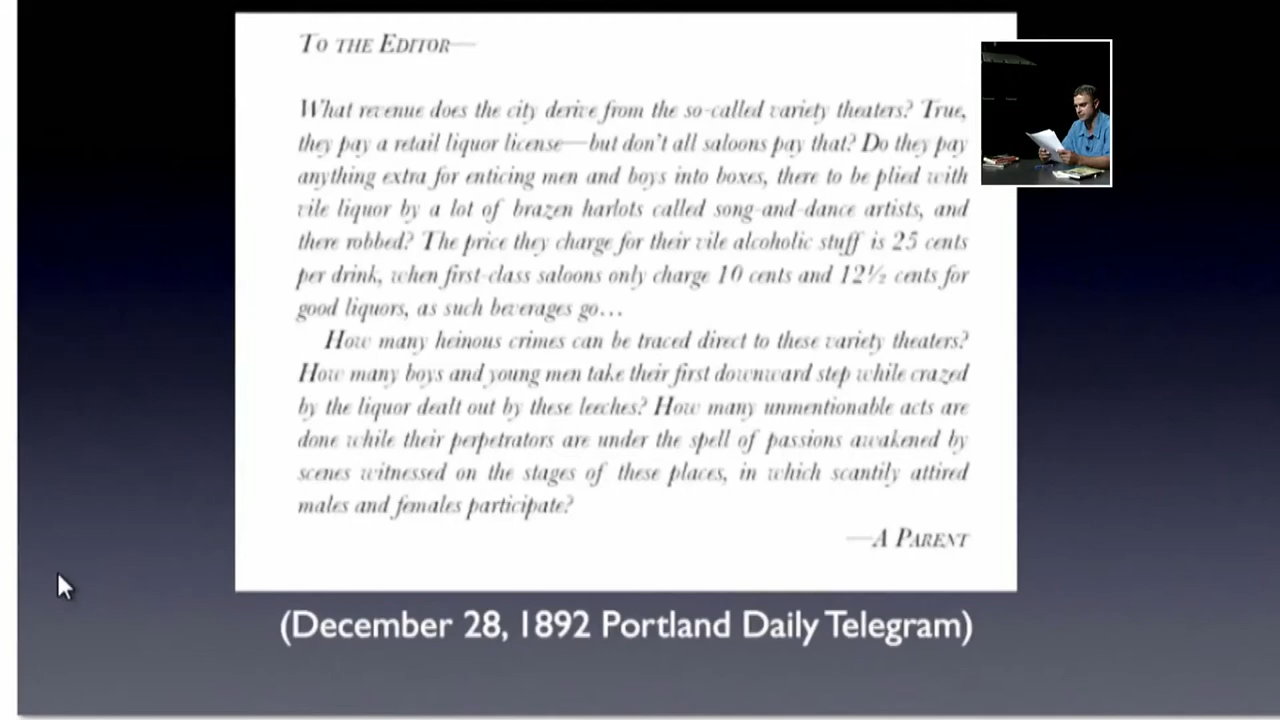 TO THE EDITOR—
What revenue does the city derive from the so-called variety theaters? True,
they pay a retail liquor license—but don't all saloons pay that? Do they pay
anything extra for enticing men and boys into boxes, there to be plied with
vile liquor by a lot of brazen harlots called song-and-dance artists, and
there robbed? The price they charge for their vile alcoholic stuff is 25 cents
per drink, when first-class saloons only charge 10 cents and 12½ cents for
good liquors, as such beverages go...
How many heinous crimes can be traced direct to these variety theaters?
How many boys and young men take their first downward step while crazed
by the liquor dealt out by these leeches? How many unmentionable acts are
done while their perpetrators are under the spell of passions awakened by
scenes witnessed on the stages of these places, in which scantily attired
males and females participate?
—A PARENT
(December 28, 1892 Portland Daily Telegram)